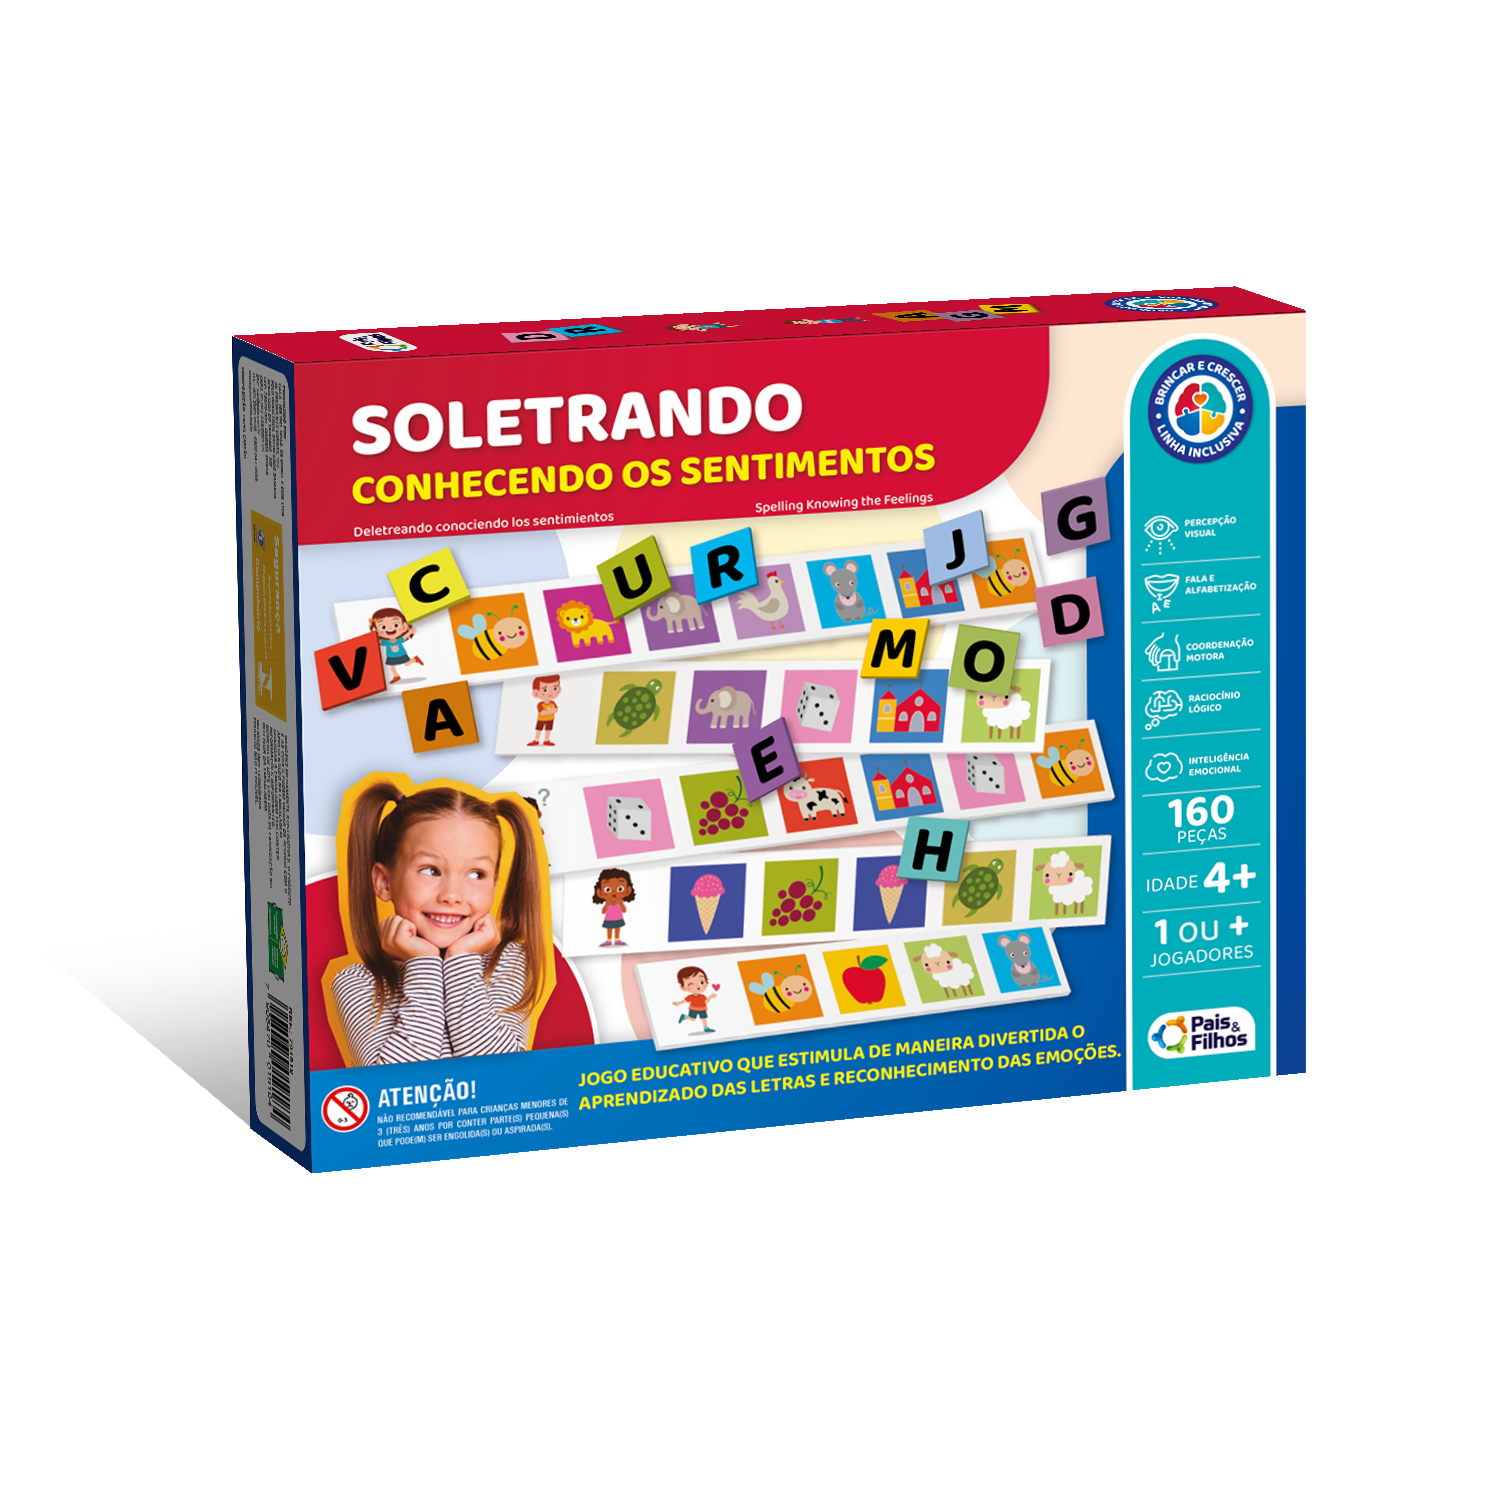 SOLETRANDO
CONHECENDO OS SENTIMENTOS
Deletreando conociendo los sentimientos
Spelling Knowing the Feelings
C
U
R
J
G
V
A
M
O
D
E
?
H
JOGO EDUCATIVO QUE ESTIMULA DE MANEIRA DIVERTIDA O
APRENDIZADO DAS LETRAS E RECONHECIMENTO DAS EMOÇÕES.
0-3
ATENÇÃO!
NÃO RECOMENDÁVEL PARA CRIANÇAS MENORES DE
3 (TRÊS) ANOS POR CONTER PARTE(S) PEQUENA(S)
QUE PODE(M) SER ENGOLIDA(S) OU ASPIRADA(S).
BRINCAR E CRESCER
LINHA INCLUSIVA
PERCEPÇÃO
VISUAL
A E
FALA E
ALFABETIZAÇÃO
COORDENAÇÃO
MOTORA
RACIOCÍNIO
LÓGICO
INTELIGÊNCIA
EMOCIONAL
160
PEÇAS
IDADE 4+
1 OU +
JOGADORES
Pais &
Filhos
Segurança